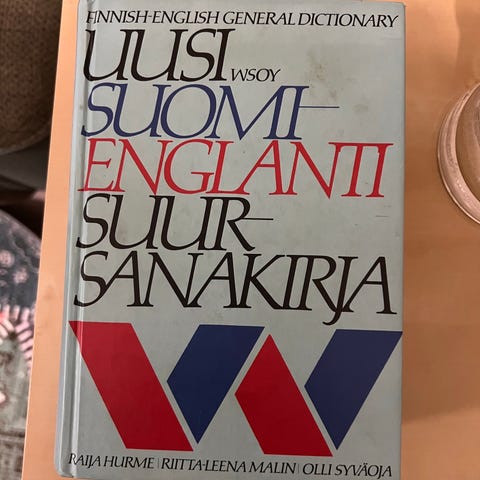 FINNISH-ENGLISH GENERAL DICTIONARY
UUSI WSOY
SUOMI–
ENGLANTI
SUUR–
SANAKIRJA
RAIJA HURME | RIITTA-LEENA MALIN | OLLI SYVÄOJA